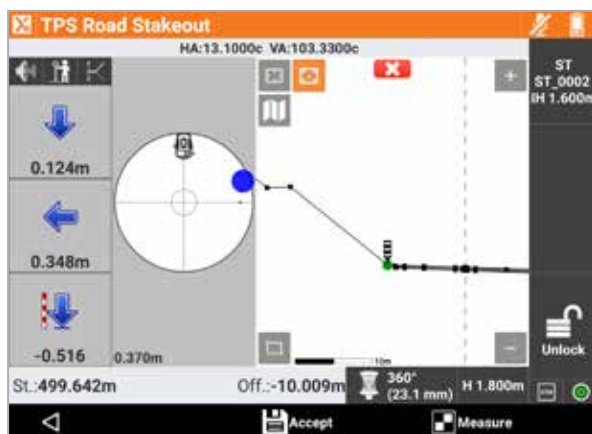 TPS Road Stakeout
HA:13.1000c VA:103.3300c
ST
ST_0002
IH 1.600m
0.124m
0.348m
-0.516
0.370m
10m
Unlock
St.:499.642m
Off.:-10.009m
360°
(23.1 mm)
H 1.800m
Accept
Measure